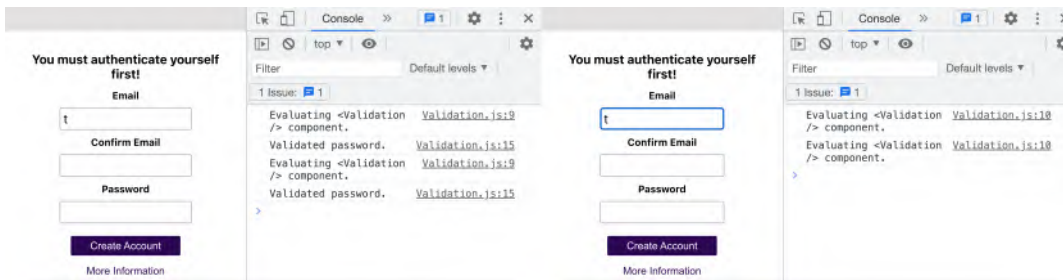 Console »
1
top ▼
Filter
Default levels ▼
1 Issue:
1
You must authenticate yourself
first!
Email
t
Confirm Email
Password
Create Account
More Information
Evaluating <Validation Validation.js:9
/> component.
Validated password. Validation.js:15
Evaluating <Validation Validation.js:9
/> component.
Validated password. Validation.js:15
>
Console »
1
top ▼
Filter
Default levels ▼
1 Issue:
1
You must authenticate yourself
first!
Email
t
Confirm Email
Password
Create Account
More Information
Evaluating <Validation Validation.js:10
/> component.
Evaluating <Validation Validation.js:10
/> component.
>